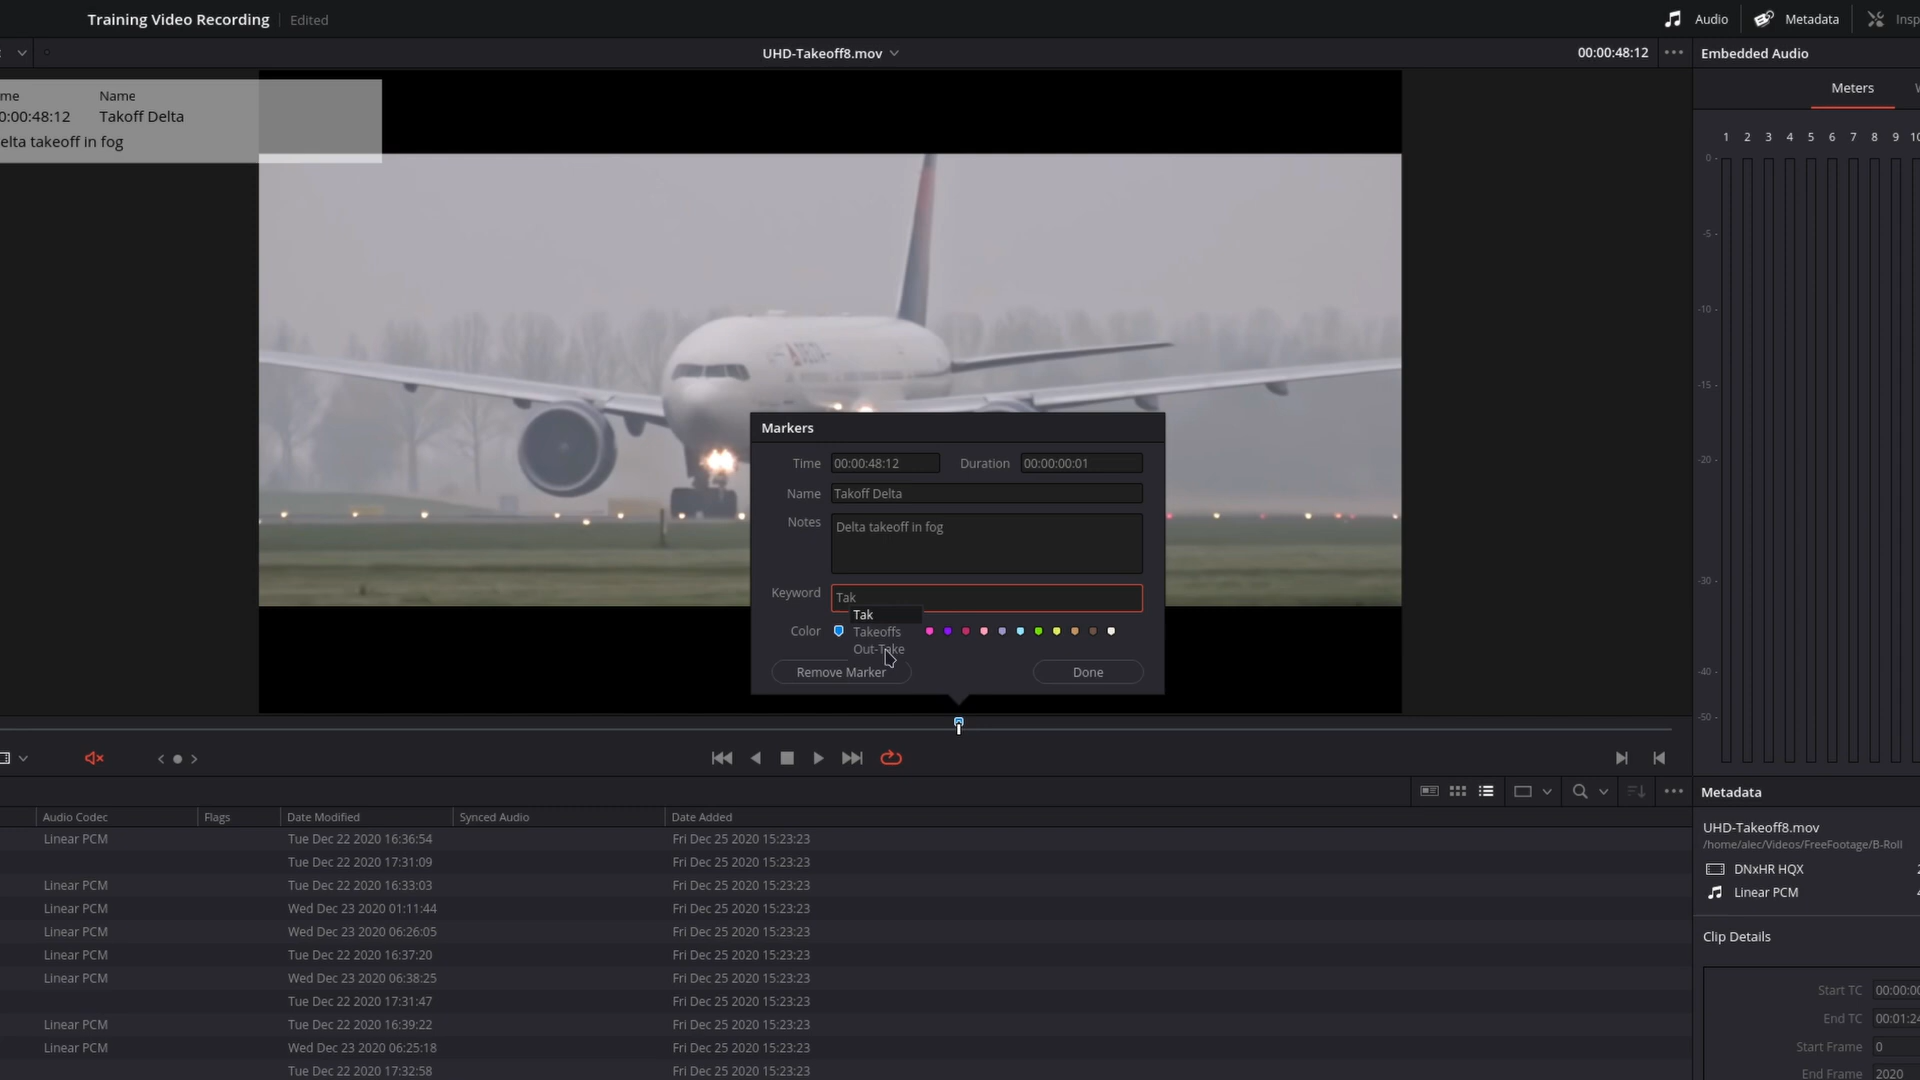 Training Video Recording Edited
Audio Metadata Insp
UHD-Takeoff8.mov 00:00:48:12 Embedded Audio
Meters
me Name
0:00:48:12 Takoff Delta
elta takeoff in fog
1 2 3 4 5 6 7 8 9 10
0
-5
-10
-15
-20
-30
-40
-50
DELTA
Markers
Time 00:00:48:12 Duration 00:00:00:01
Name Takoff Delta
Notes Delta takeoff in fog
Keyword Tak
Tak
Color Takeoffs
Out-Take
Remove Marker Done
Metadata
Audio Codec Flags Date Modified Synced Audio Date Added
Linear PCM Tue Dec 22 2020 16:36:54 Fri Dec 25 2020 15:23:23
Tue Dec 22 2020 17:31:09 Fri Dec 25 2020 15:23:23
Linear PCM Tue Dec 22 2020 16:33:03 Fri Dec 25 2020 15:23:23
Linear PCM Wed Dec 23 2020 01:11:44 Fri Dec 25 2020 15:23:23
Linear PCM Wed Dec 23 2020 06:26:05 Fri Dec 25 2020 15:23:23
Linear PCM Tue Dec 22 2020 16:37:20 Fri Dec 25 2020 15:23:23
Linear PCM Wed Dec 23 2020 06:38:25 Fri Dec 25 2020 15:23:23
Tue Dec 22 2020 17:31:47 Fri Dec 25 2020 15:23:23
Linear PCM Tue Dec 22 2020 16:39:22 Fri Dec 25 2020 15:23:23
Linear PCM Wed Dec 23 2020 06:25:18 Fri Dec 25 2020 15:23:23
Tue Dec 22 2020 17:32:58 Fri Dec 25 2020 15:23:23
UHD-Takeoff8.mov
/home/alec/Videos/FreeFootage/B-Roll
DNxHR HQX
Linear PCM
Clip Details
Start TC 00:00:00
End TC 00:01:24
Start Frame 0
End Frame 2020